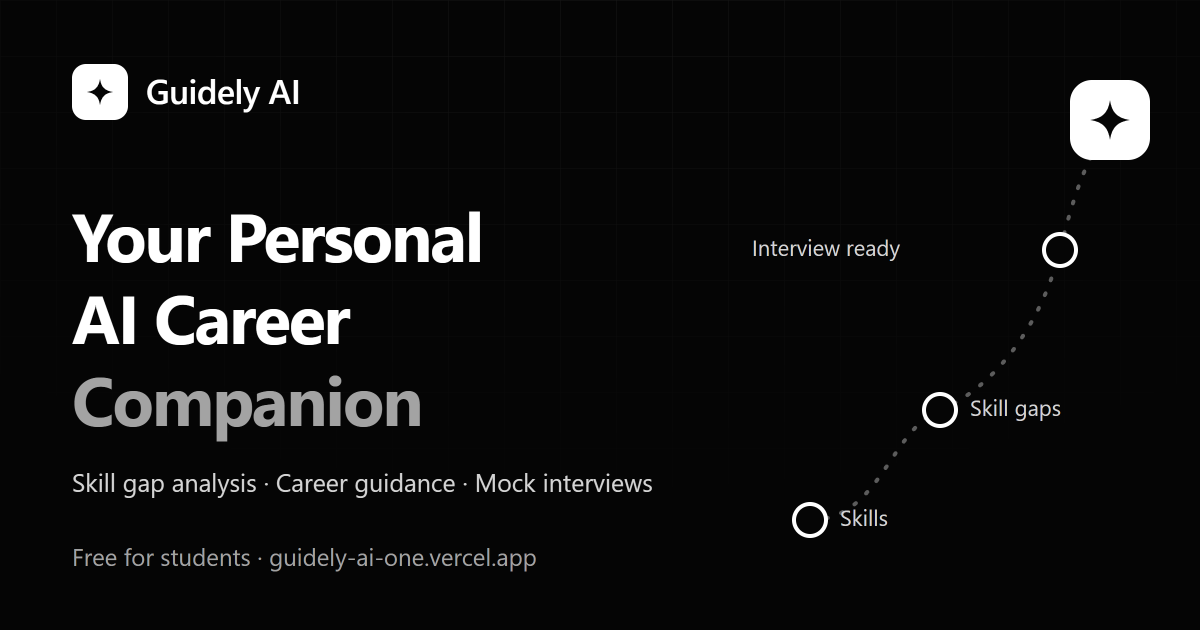 Guidely AI
Your Personal
AI Career
Companion
Skill gap analysis · Career guidance · Mock interviews
Free for students · guidely-ai-one.vercel.app
Interview ready
Skill gaps
Skills